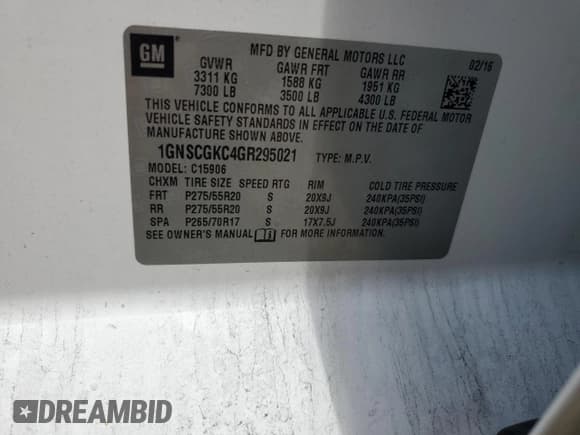 GM
MFD BY GENERAL MOTORS LLC
02/16
GVWR GAWR FRT GAWR RR
3311 KG 1588 KG 1951 KG
7300 LB 3500 LB 4300 LB
THIS VEHICLE CONFORMS TO ALL APPLICABLE U.S. FEDERAL MOTOR
VEHICLE SAFETY STANDARDS IN EFFECT ON THE DATE OF
MANUFACTURE SHOWN ABOVE.
1GNSCGKC4GR295021 TYPE: M.P.V.
MODEL: C15906
CHXM TIRE SIZE SPEED RTG RIM COLD TIRE PRESSURE
FRT P275/55R20 S 20X9J 240KPA(35PSI)
RR P275/55R20 S 20X9J 240KPA(35PSI)
SPA P265/70R17 S 17X7.5J 240KPA(35PSI)
SEE OWNER'S MANUAL FOR MORE INFORMATION.
DREAMBID